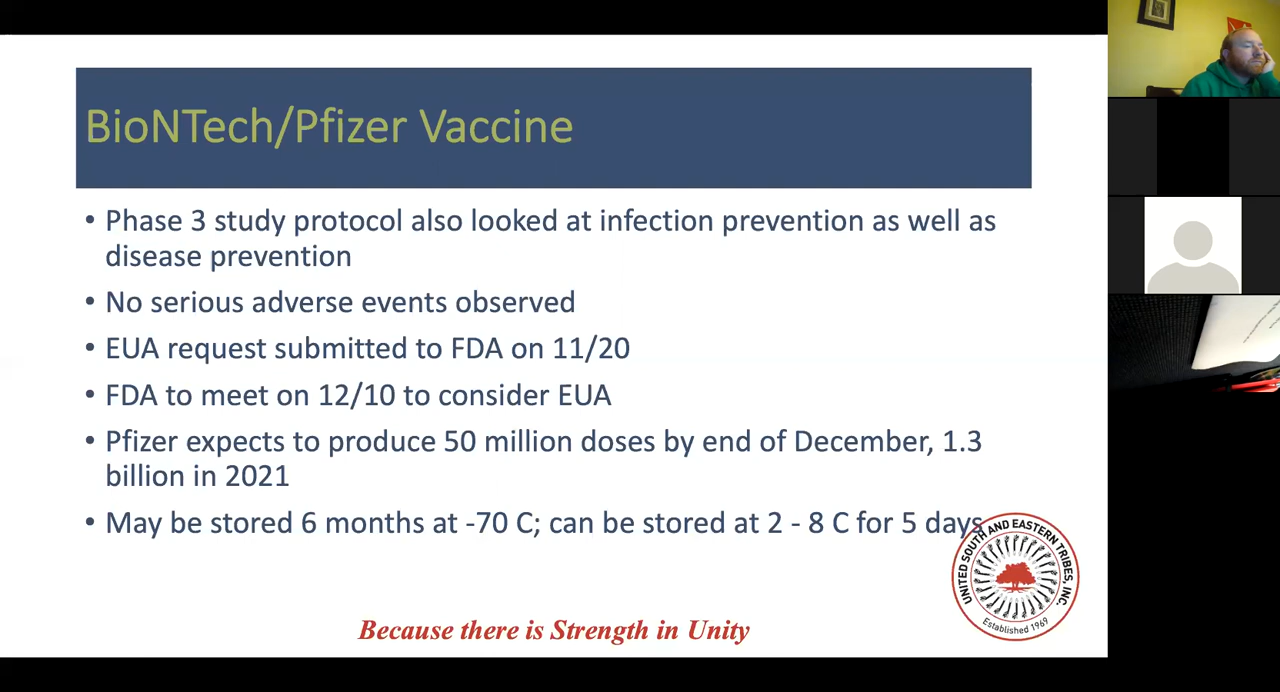 BioNTech/Pfizer Vaccine
• Phase 3 study protocol also looked at infection prevention as well as
disease prevention
• No serious adverse events observed
• EUA request submitted to FDA on 11/20
• FDA to meet on 12/10 to consider EUA
• Pfizer expects to produce 50 million doses by end of December, 1.3
billion in 2021
• May be stored 6 months at -70 C; can be stored at 2 - 8 C for 5 days
UNITED SOUTH AND EASTERN TRIBES, INC.
Established 1969
Because there is Strength in Unity